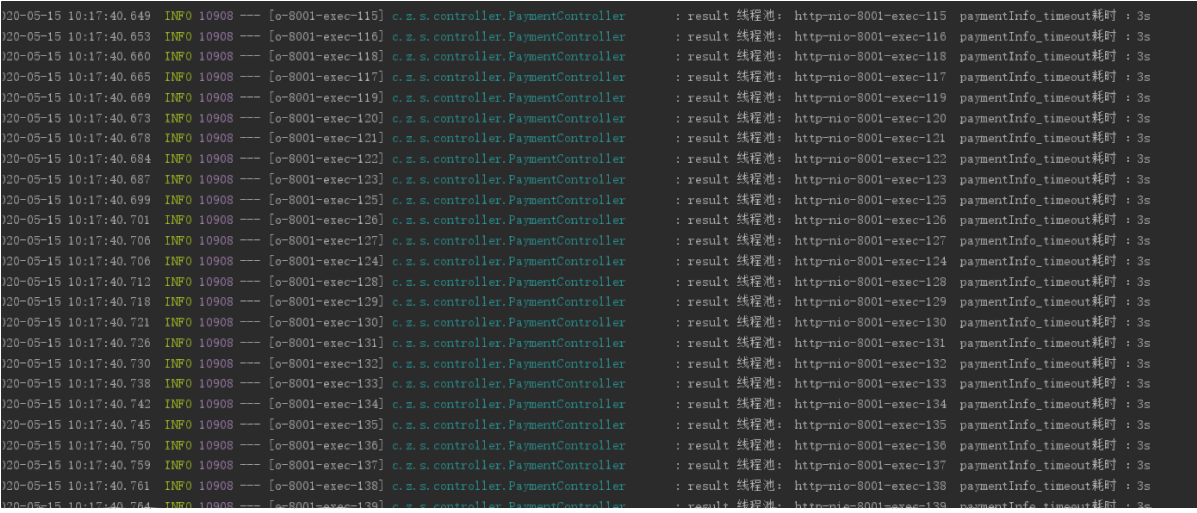 020-05-15 10:17:40.649 INFO 10908 --- [o-8001-exec-115] c.z.s.controller.PaymentController : result 线程池: http-nio-8001-exec-115 paymentInfo_timeout耗时 : 3s
020-05-15 10:17:40.653 INFO 10908 --- [o-8001-exec-116] c.z.s.controller.PaymentController : result 线程池: http-nio-8001-exec-116 paymentInfo_timeout耗时 : 3s
020-05-15 10:17:40.660 INFO 10908 --- [o-8001-exec-118] c.z.s.controller.PaymentController : result 线程池: http-nio-8001-exec-118 paymentInfo_timeout耗时 : 3s
020-05-15 10:17:40.665 INFO 10908 --- [o-8001-exec-117] c.z.s.controller.PaymentController : result 线程池: http-nio-8001-exec-117 paymentInfo_timeout耗时 : 3s
020-05-15 10:17:40.669 INFO 10908 --- [o-8001-exec-119] c.z.s.controller.PaymentController : result 线程池: http-nio-8001-exec-119 paymentInfo_timeout耗时 : 3s
020-05-15 10:17:40.673 INFO 10908 --- [o-8001-exec-120] c.z.s.controller.PaymentController : result 线程池: http-nio-8001-exec-120 paymentInfo_timeout耗时 : 3s
020-05-15 10:17:40.678 INFO 10908 --- [o-8001-exec-121] c.z.s.controller.PaymentController : result 线程池: http-nio-8001-exec-121 paymentInfo_timeout耗时 : 3s
020-05-15 10:17:40.684 INFO 10908 --- [o-8001-exec-122] c.z.s.controller.PaymentController : result 线程池: http-nio-8001-exec-122 paymentInfo_timeout耗时 : 3s
020-05-15 10:17:40.687 INFO 10908 --- [o-8001-exec-123] c.z.s.controller.PaymentController : result 线程池: http-nio-8001-exec-123 paymentInfo_timeout耗时 : 3s
020-05-15 10:17:40.699 INFO 10908 --- [o-8001-exec-125] c.z.s.controller.PaymentController : result 线程池: http-nio-8001-exec-125 paymentInfo_timeout耗时 : 3s
020-05-15 10:17:40.701 INFO 10908 --- [o-8001-exec-126] c.z.s.controller.PaymentController : result 线程池: http-nio-8001-exec-126 paymentInfo_timeout耗时 : 3s
020-05-15 10:17:40.706 INFO 10908 --- [o-8001-exec-127] c.z.s.controller.PaymentController : result 线程池: http-nio-8001-exec-127 paymentInfo_timeout耗时 : 3s
020-05-15 10:17:40.706 INFO 10908 --- [o-8001-exec-124] c.z.s.controller.PaymentController : result 线程池: http-nio-8001-exec-124 paymentInfo_timeout耗时 : 3s
020-05-15 10:17:40.712 INFO 10908 --- [o-8001-exec-128] c.z.s.controller.PaymentController : result 线程池: http-nio-8001-exec-128 paymentInfo_timeout耗时 : 3s
020-05-15 10:17:40.718 INFO 10908 --- [o-8001-exec-129] c.z.s.controller.PaymentController : result 线程池: http-nio-8001-exec-129 paymentInfo_timeout耗时 : 3s
020-05-15 10:17:40.721 INFO 10908 --- [o-8001-exec-130] c.z.s.controller.PaymentController : result 线程池: http-nio-8001-exec-130 paymentInfo_timeout耗时 : 3s
020-05-15 10:17:40.726 INFO 10908 --- [o-8001-exec-131] c.z.s.controller.PaymentController : result 线程池: http-nio-8001-exec-131 paymentInfo_timeout耗时 : 3s
020-05-15 10:17:40.730 INFO 10908 --- [o-8001-exec-132] c.z.s.controller.PaymentController : result 线程池: http-nio-8001-exec-132 paymentInfo_timeout耗时 : 3s
020-05-15 10:17:40.738 INFO 10908 --- [o-8001-exec-133] c.z.s.controller.PaymentController : result 线程池: http-nio-8001-exec-133 paymentInfo_timeout耗时 : 3s
020-05-15 10:17:40.742 INFO 10908 --- [o-8001-exec-134] c.z.s.controller.PaymentController : result 线程池: http-nio-8001-exec-134 paymentInfo_timeout耗时 : 3s
020-05-15 10:17:40.745 INFO 10908 --- [o-8001-exec-135] c.z.s.controller.PaymentController : result 线程池: http-nio-8001-exec-135 paymentInfo_timeout耗时 : 3s
020-05-15 10:17:40.750 INFO 10908 --- [o-8001-exec-136] c.z.s.controller.PaymentController : result 线程池: http-nio-8001-exec-136 paymentInfo_timeout耗时 : 3s
020-05-15 10:17:40.759 INFO 10908 --- [o-8001-exec-137] c.z.s.controller.PaymentController : result 线程池: http-nio-8001-exec-137 paymentInfo_timeout耗时 : 3s
020-05-15 10:17:40.761 INFO 10908 --- [o-8001-exec-138] c.z.s.controller.PaymentController : result 线程池: http-nio-8001-exec-138 paymentInfo_timeout耗时 : 3s
020-05-15 10:17:40.764 INFO 10908 --- [o-8001-exec-139] c.z.s.controller.PaymentController : result 线程池: http-nio-8001-exec-139 paymentInfo_timeout耗时 : 3s